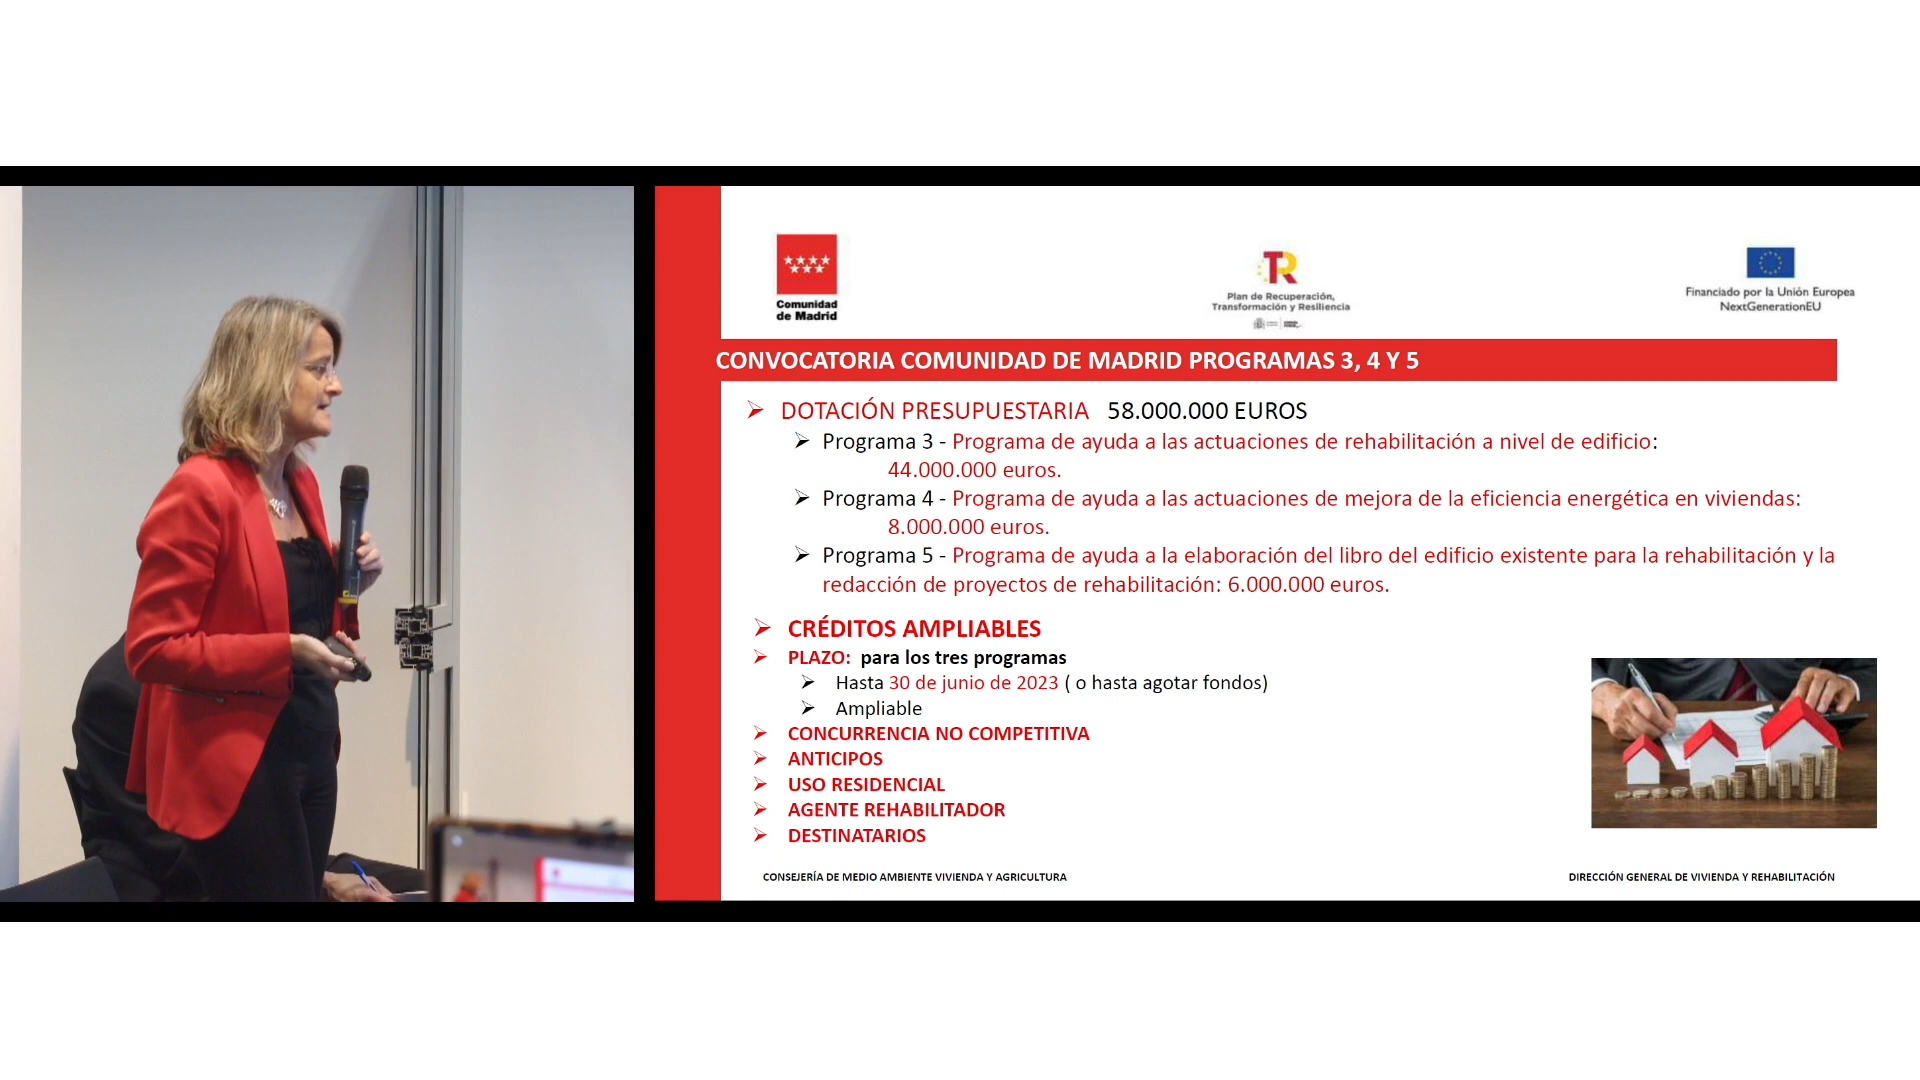 Comunidad
de Madrid
Plan de Recuperación,
Transformación y Resiliencia
Financiado por la Unión Europea
NextGenerationEU
CONVOCATORIA COMUNIDAD DE MADRID PROGRAMAS 3, 4 Y 5
DOTACIÓN PRESUPUESTARIA 58.000.000 EUROS
Programa 3 - Programa de ayuda a las actuaciones de rehabilitación a nivel de edificio:
44.000.000 euros.
Programa 4 - Programa de ayuda a las actuaciones de mejora de la eficiencia energética en viviendas:
8.000.000 euros.
Programa 5 - Programa de ayuda a la elaboración del libro del edificio existente para la rehabilitación y la
redacción de proyectos de rehabilitación: 6.000.000 euros.
CRÉDITOS AMPLIABLES
PLAZO: para los tres programas
Hasta 30 de junio de 2023 ( o hasta agotar fondos)
Ampliable
CONCURRENCIA NO COMPETITIVA
ANTICIPOS
USO RESIDENCIAL
AGENTE REHABILITADOR
DESTINATARIOS
CONSEJERÍA DE MEDIO AMBIENTE VIVIENDA Y AGRICULTURA
DIRECCIÓN GENERAL DE VIVIENDA Y REHABILITACIÓN